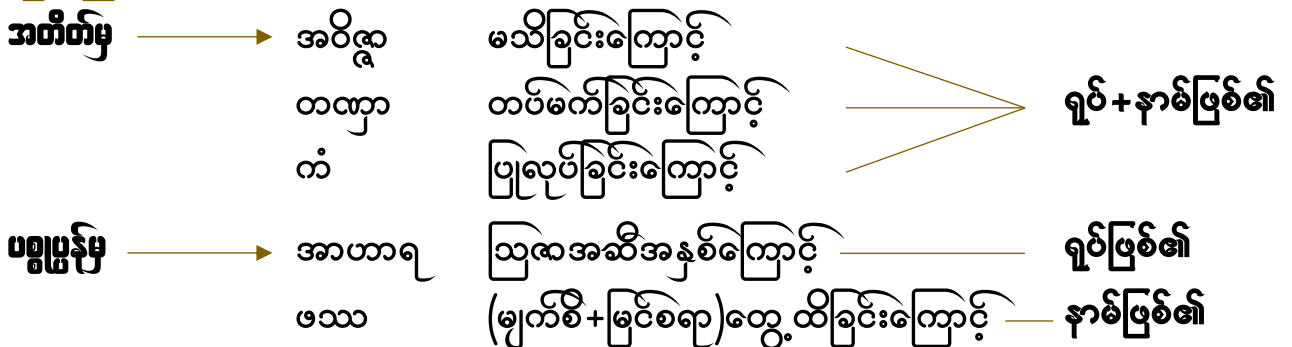 အတိတ်မှ အဝိဇ္ဇာ မသိခြင်းကြောင့်
တဏှာ တပ်မက်ခြင်းကြောင့် ရုပ်+နာမ်ဖြစ်၏
ကံ ပြုလုပ်ခြင်းကြောင့်
ပစ္စုပ္ပန်မှ အာဟာရ သြဇာအဆီအနှစ်ကြောင့် ရုပ်ဖြစ်၏
ဖဿ (မျက်စိ+မြင်စရာ)တွေ့ထိခြင်းကြောင့် နာမ်ဖြစ်၏